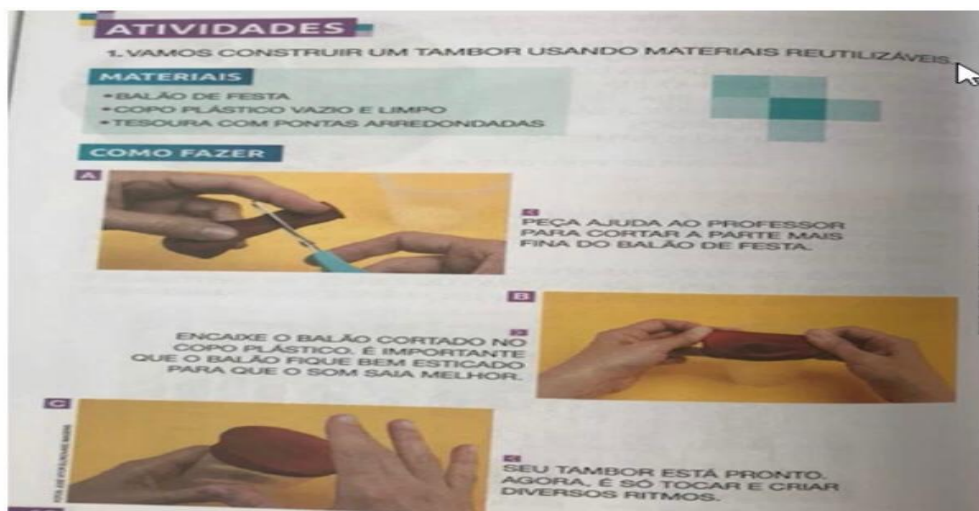 ATIVIDADES
1. VAMOS CONSTRUIR UM TAMBOR USANDO MATERIAIS REUTILIZÁVEIS.
MATERIAIS
• BALÃO DE FESTA
• COPO PLÁSTICO VAZIO E LIMPO
• TESOURA COM PONTAS ARREDONDADAS
COMO FAZER
A
PEÇA AJUDA AO PROFESSOR
PARA CORTAR A PARTE MAIS
FINA DO BALÃO DE FESTA.
B
ENCAIXE O BALÃO CORTADO NO
COPO PLÁSTICO. É IMPORTANTE
QUE O BALÃO FIQUE BEM ESTICADO
PARA QUE O SOM SAIA MELHOR.
C
SEU TAMBOR ESTÁ PRONTO.
AGORA, É SÓ TOCAR E CRIAR
DIVERSOS RITMOS.